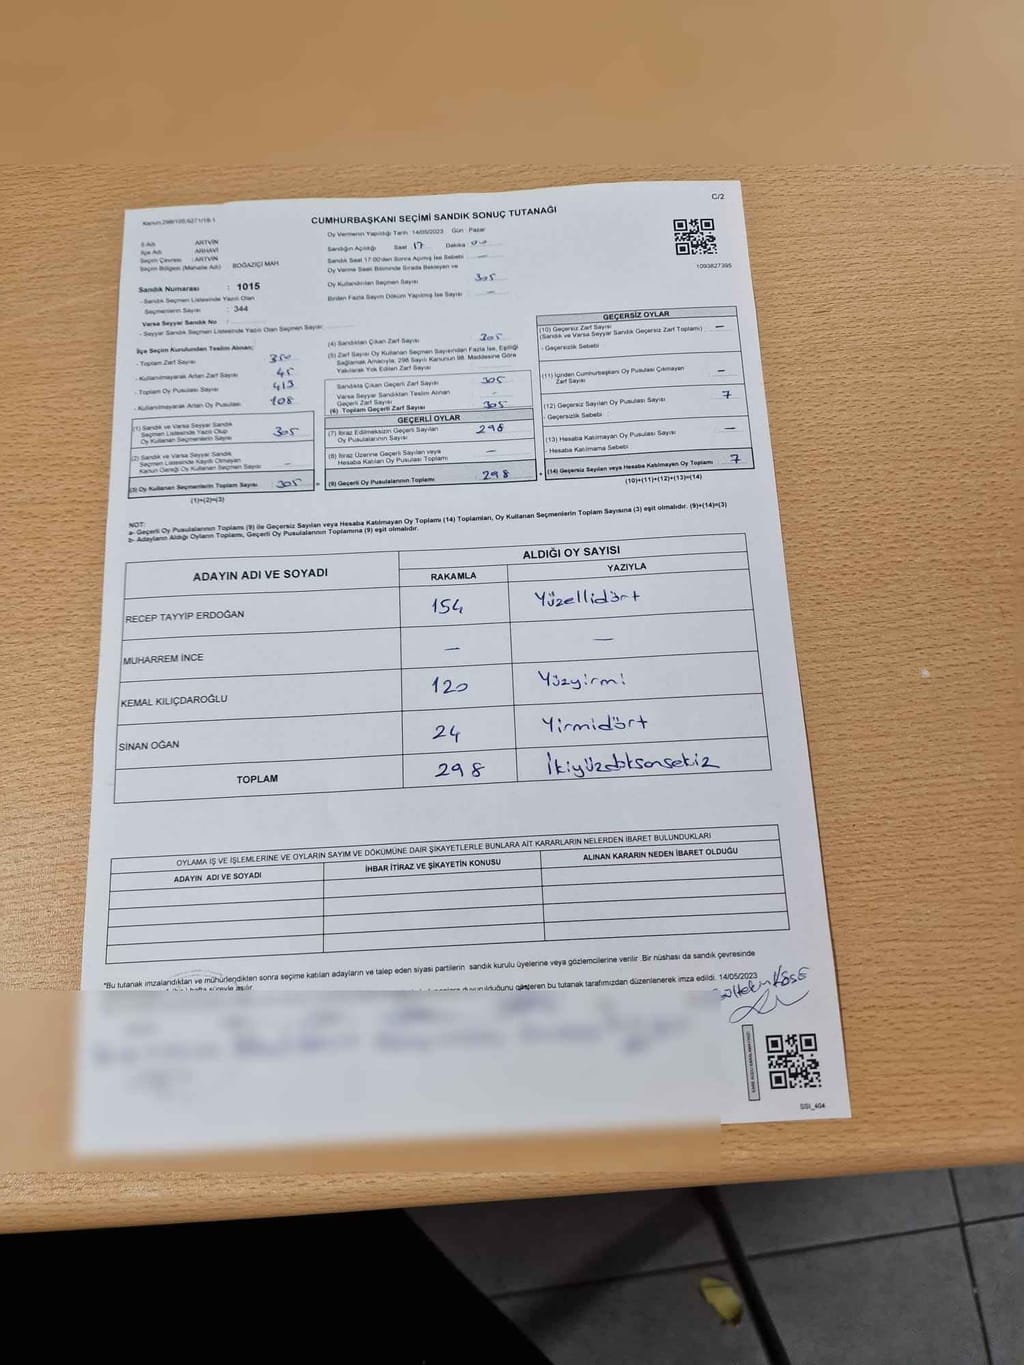 C/2
Kanun 298/105,6271/18-1
CUMHURBAŞKANI SEÇİMİ SANDIK SONUÇ TUTANAĞI
İl Adı : ARTVİN
İlçe Adı : ARHAVİ
Seçim Çevresi : ARTVİN
Seçim Bölgesi (Mahalle Adı) : BOĞAZİÇİ MAH
Sandık Numarası : 1015
- Sandık Seçmen Listesinde Yazılı Olan
Seçmenlerin Sayısı : 344
Varsa Seyyar Sandık No :
- Seyyar Sandık Seçmen Listesinde Yazılı Olan Seçmen Sayısı:
Oy Vermenin Yapıldığı Tarih 14/05/2023 Gün Pazar
Sandığın Açıldığı Saat 17 Dakika 00
Sandık Saat 17:00'den Sonra Açılmış İse Sebebi —
Oy Verme Saati Bitiminde Sırada Bekleyen ve
Oy Kullandırılan Seçmen Sayısı 305
Birden Fazla Sayım Döküm Yapılmış İse Sayısı —
1093827395
İlçe Seçim Kurulundan Teslim Alınan;
- Toplam Zarf Sayısı 350
- Kullanılmayarak Artan Zarf Sayısı 45
- Toplam Oy Pusulası Sayısı 413
- Kullanılmayarak Artan Oy Pusulası 108
(1) Sandık ve Varsa Seyyar Sandık
Seçmen Listesinde Yazılı Olup
Oy Kullanan Seçmenlerin Sayısı 305
(2) Sandık ve Varsa Seyyar Sandık
Seçmen Listesinde Kaydı Olmayan
Kanun Gereği Oy Kullanan Seçmen Sayısı —
(3) Oy Kullanan Seçmenlerin Toplam Sayısı 305
(1)+(2)=(3)
(4) Sandıktan Çıkan Zarf Sayısı 305
(5) Zarf Sayısı Oy Kullanan Seçmen Sayısından Fazla İse, Eşitliği
Sağlamak Amacıyla; 298 Sayılı Kanunun 98. Maddesine Göre
Yakılarak Yok Edilen Zarf Sayısı
Sandıkta Çıkan Geçerli Zarf Sayısı 305
Varsa Seyyar Sandıktan Teslim Alınan
Geçerli Zarf Sayısı -
(6) Toplam Geçerli Zarf Sayısı 305
GEÇERLİ OYLAR
(7) İtiraz Edilmeksizin Geçerli Sayılan
Oy Pusulalarının Sayısı 298
(8) İtiraz Üzerine Geçerli Sayılan veya
Hesaba Katılan Oy Pusulası Toplamı —
(9) Geçerli Oy Pusulalarının Toplamı 298
GEÇERSİZ OYLAR
(10) Geçersiz Zarf Sayısı
(Sandık ve Varsa Seyyar Sandık Geçersiz Zarf Toplamı) —
- Geçersizlik Sebebi :
(11) İçinden Cumhurbaşkanı Oy Pusulası Çıkmayan
Zarf Sayısı —
(12) Geçersiz Sayılan Oy Pusulası Sayısı 7
- Geçersizlik Sebebi :
(13) Hesaba Katılmayan Oy Pusulası Sayısı —
- Hesaba Katılmama Sebebi
(14) Geçersiz Sayılan veya Hesaba Katılmayan Oy Toplamı 7
(10)+(11)+(12)+(13)=(14)
NOT:
a- Geçerli Oy Pusulalarının Toplamı (9) ile Geçersiz Sayılan veya Hesaba Katılmayan Oy Toplamı (14) Toplamları, Oy Kullanan Seçmenlerin Toplam Sayısına (3) eşit olmalıdır. (9)+(14)=(3)
b- Adayların Aldığı Oyların Toplamı, Geçerli Oy Pusulalarının Toplamına (9) eşit olmalıdır.
ADAYIN ADI VE SOYADI ALDIĞI OY SAYISI
RAKAMLA YAZIYLA
RECEP TAYYİP ERDOĞAN 154 Yüzellidört
MUHARREM İNCE — —
KEMAL KILIÇDAROĞLU 120 Yüzyirmi
SİNAN OĞAN 24 Yirmidört
TOPLAM 298 İkiyüzdoksansekiz
OYLAMA İŞ VE İŞLEMLERİNE VE OYLARIN SAYIM VE DÖKÜMÜNE DAİR ŞİKAYETLERLE BUNLARA AİT KARARLARIN NELERDEN İBARET BULUNDUKLARI
ADAYIN ADI VE SOYADI İHBAR İTİRAZ VE ŞİKAYETİN KONUSU ALINAN KARARIN NEDEN İBARET OLDUĞU
"Bu tutanak imzalandıktan ve mühürlendikten sonra seçime katılan adayların ve talep eden siyasi partilerin sandık kurulu üyelerine veya gözlemcilerine verilir. Bir nüshası da sandık çevresinde
hafta süreyle asılır. duyurulduğunu gösteren bu tutanak tarafımızdan düzenlenerek imza edildi. 14/05/2023
KÖSE
SSI_404